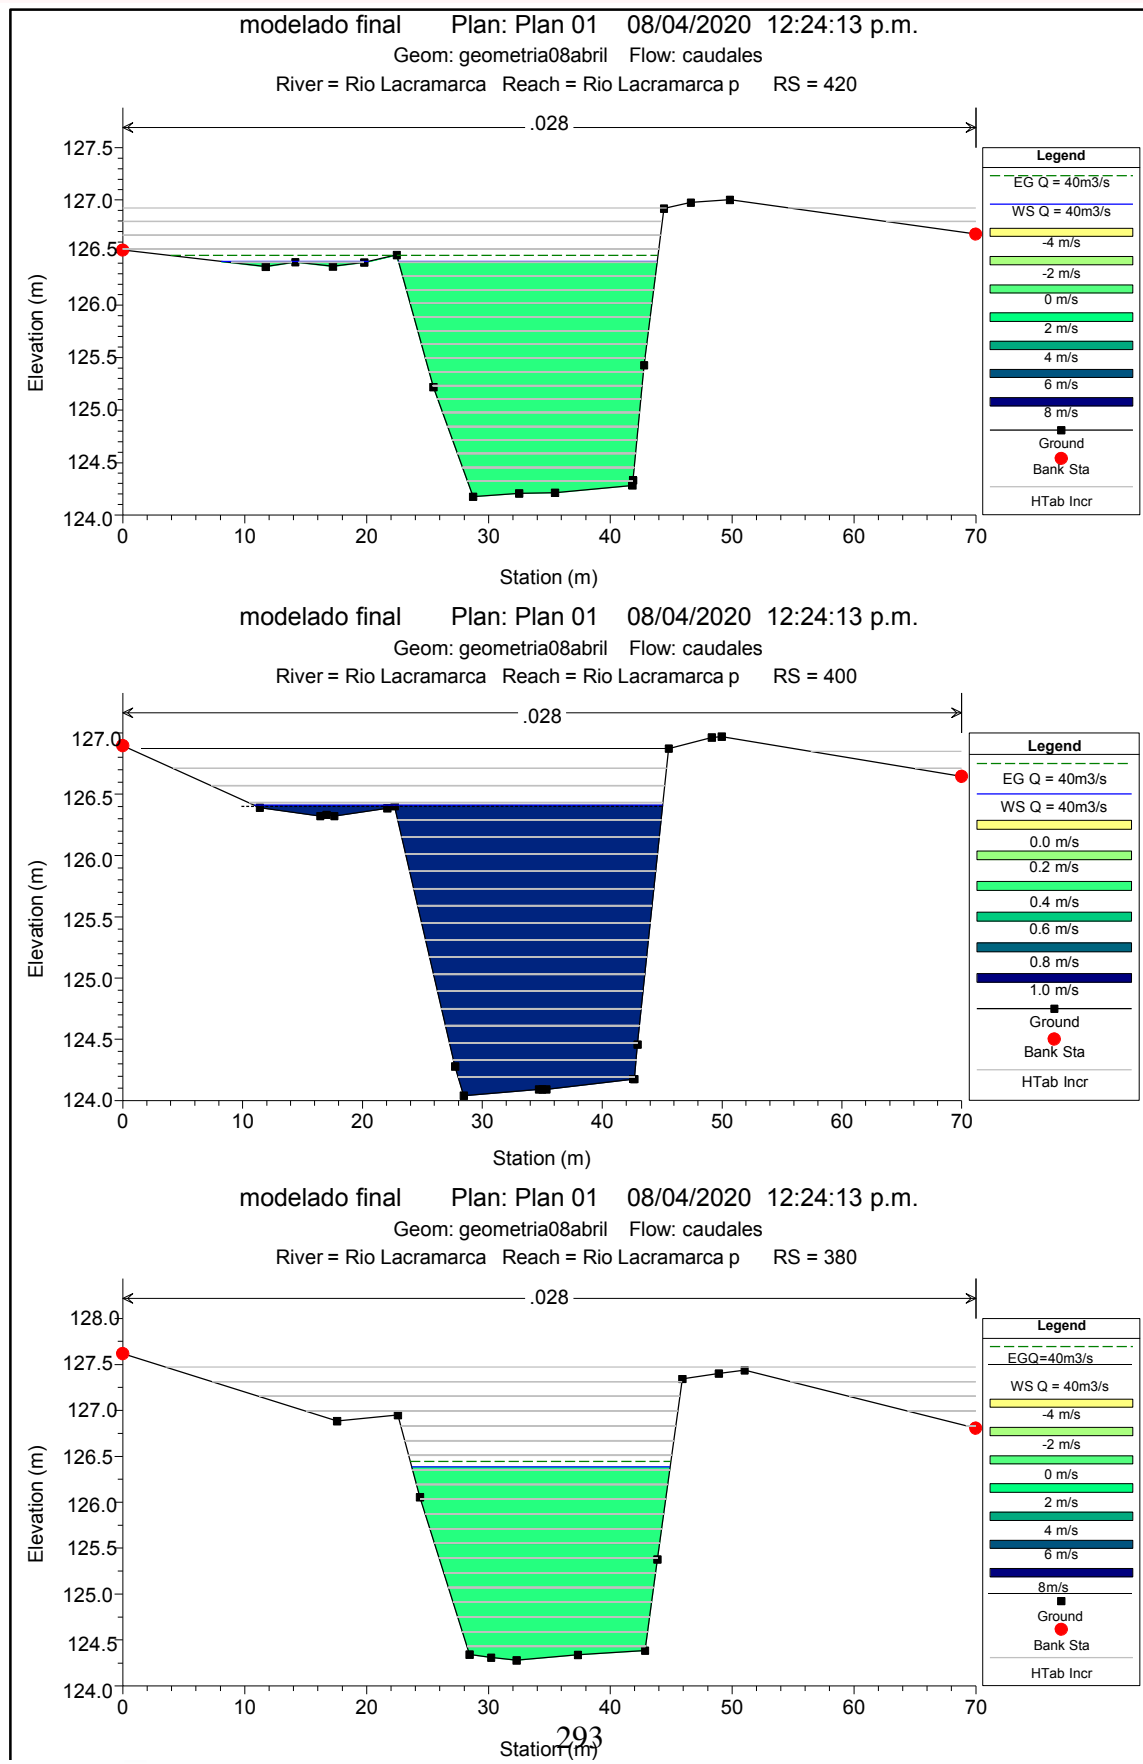 modelado final Plan: Plan 01 08/04/2020 12:24:13 p.m.
Geom: geometria08abril Flow: caudales
River = Rio Lacramarca Reach = Rio Lacramarca p RS = 420
.028
127.5
127.0
126.5
126.0
125.5
125.0
124.5
124.0
Elevation (m)
0 10 20 30 40 50 60 70
Station (m)
Legend
EG Q = 40m3/s
WS Q = 40m3/s
-4 m/s
-2 m/s
0 m/s
2 m/s
4 m/s
6 m/s
8 m/s
Ground
Bank Sta
HTab Incr
modelado final Plan: Plan 01 08/04/2020 12:24:13 p.m.
Geom: geometria08abril Flow: caudales
River = Rio Lacramarca Reach = Rio Lacramarca p RS = 400
.028
127.0
126.5
126.0
125.5
125.0
124.5
124.0
Elevation (m)
0 10 20 30 40 50 60 70
Station (m)
Legend
EG Q = 40m3/s
WS Q = 40m3/s
0.0 m/s
0.2 m/s
0.4 m/s
0.6 m/s
0.8 m/s
1.0 m/s
Ground
Bank Sta
HTab Incr
modelado final Plan: Plan 01 08/04/2020 12:24:13 p.m.
Geom: geometria08abril Flow: caudales
River = Rio Lacramarca Reach = Rio Lacramarca p RS = 380
.028
128.0
127.5
127.0
126.5
126.0
125.5
125.0
124.5
124.0
Elevation (m)
0 10 20 30 40 50 60 70
Station (m)
Legend
EGQ=40m3/s
WS Q = 40m3/s
-4 m/s
-2 m/s
0 m/s
2 m/s
4 m/s
6 m/s
8m/s
Ground
Bank Sta
HTab Incr
293